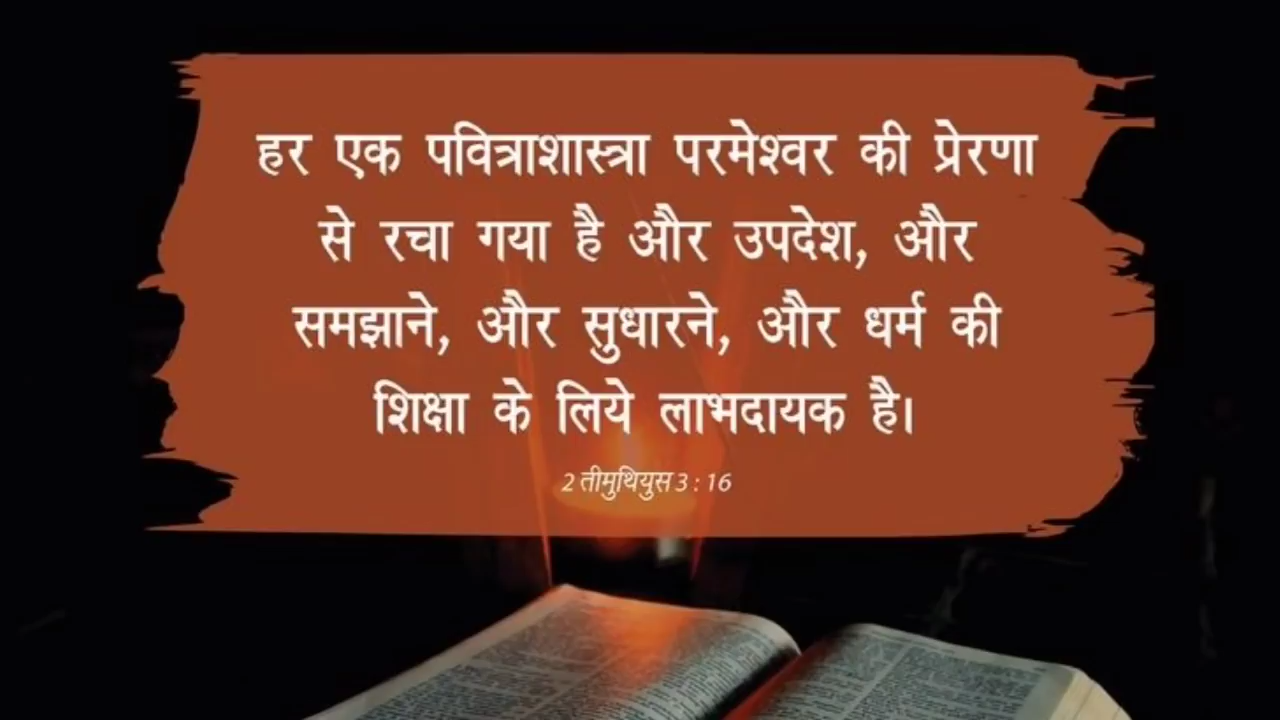 हर एक पवित्राशास्त्रा परमेश्वर की प्रेरणा
से रचा गया है और उपदेश, और
समझाने, और सुधारने, और धर्म की
शिक्षा के लिये लाभदायक है।
2 तीमुथियुस 3 : 16